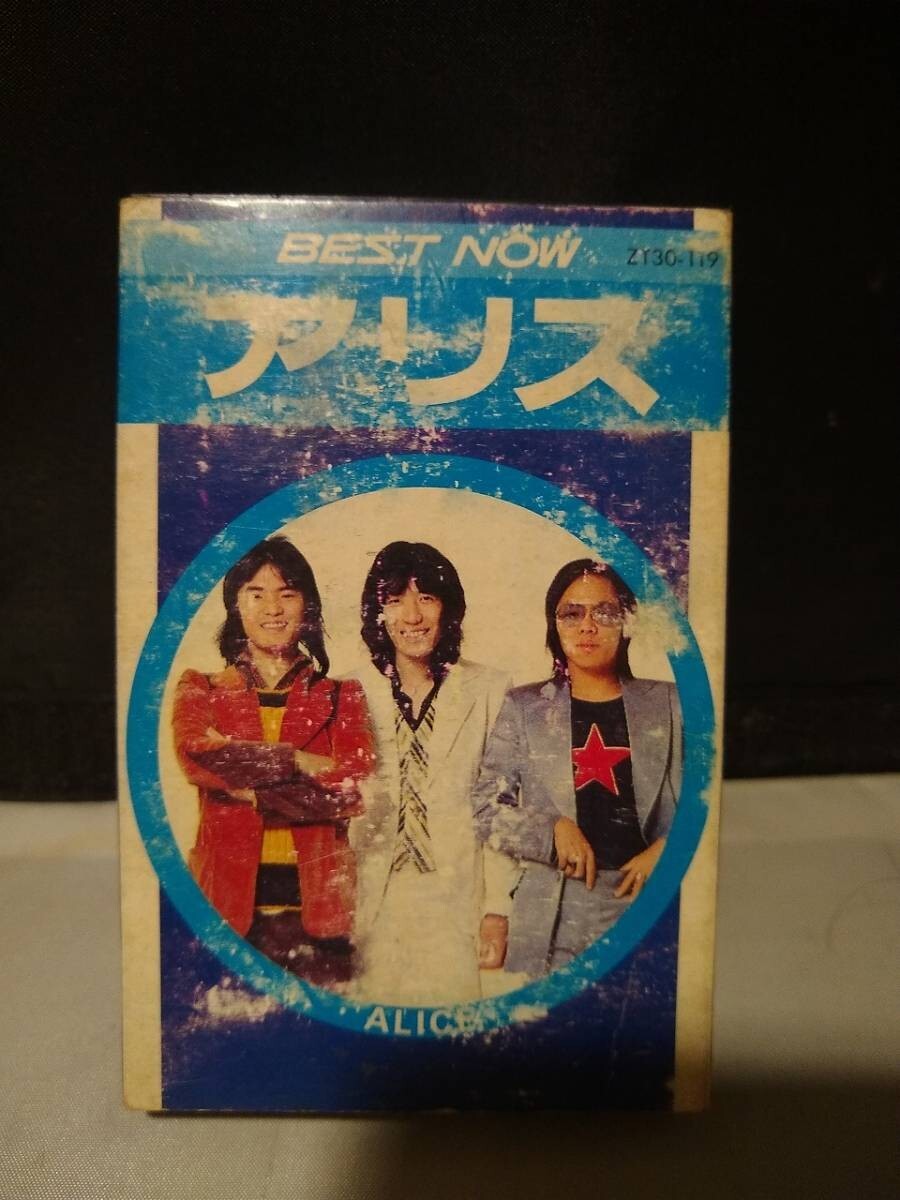 BEST NOW
ZY30-119
アリス
ALICE